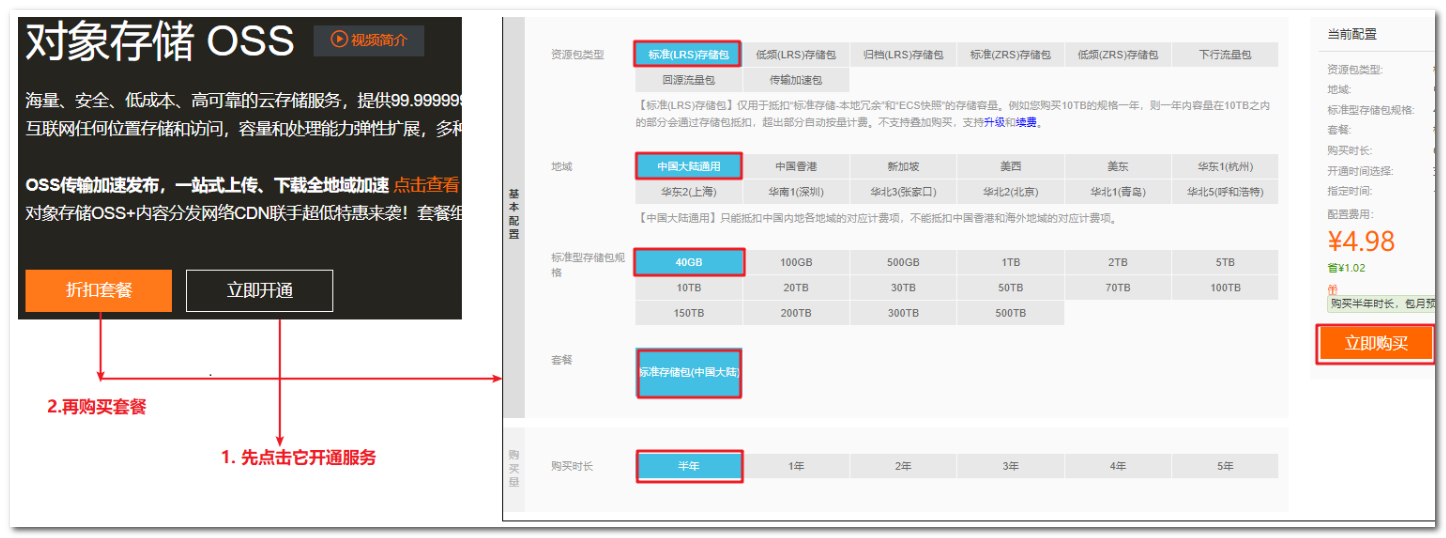 对象存储 OSS
视频简介
海量、安全、低成本、高可靠的云存储服务，提供99.999999
互联网任何位置存储和访问，容量和处理能力弹性扩展，多种
OSS传输加速发布，一站式上传、下载全地域加速 点击查看
对象存储OSS+内容分发网络CDN联手超低特惠来袭！套餐组
折扣套餐
立即开通
2.再购买套餐
1. 先点击它开通服务
基本配置
资源包类型
标准(LRS)存储包 低频(LRS)存储包 归档(LRS)存储包 标准(ZRS)存储包 低频(ZRS)存储包 下行流量包
回源流量包 传输加速包
【标准(LRS)存储包】仅用于抵扣“标准存储-本地冗余”和“ECS快照”的存储容量。例如您购买10TB的规格一年，则一年内容量在10TB之内
的部分会通过存储包抵扣，超出部分自动按量计费。不支持叠加购买，支持升级和续费。
地域
中国大陆通用 中国香港 新加坡 美西 美东 华东1(杭州)
华东2(上海) 华南1(深圳) 华北3(张家口) 华北2(北京) 华北1(青岛) 华北5(呼和浩特)
【中国大陆通用】只能抵扣中国内地各地域的对应计费项，不能抵扣中国香港和海外地域的对应计费项。
标准型存储包规
格
40GB 100GB 500GB 1TB 2TB 5TB
10TB 20TB 30TB 50TB 70TB 100TB
150TB 200TB 300TB 500TB
套餐
标准存储包(中国大陆)
购买量
购买时长
半年 1年 2年 3年 4年 5年
当前配置
资源包类型:
地域:
标准型存储包规格:
套餐:
购买时长:
开通时间选择:
指定时间:
配置费用:
¥4.98
省¥1.02
购买半年时长，包月预
立即购买